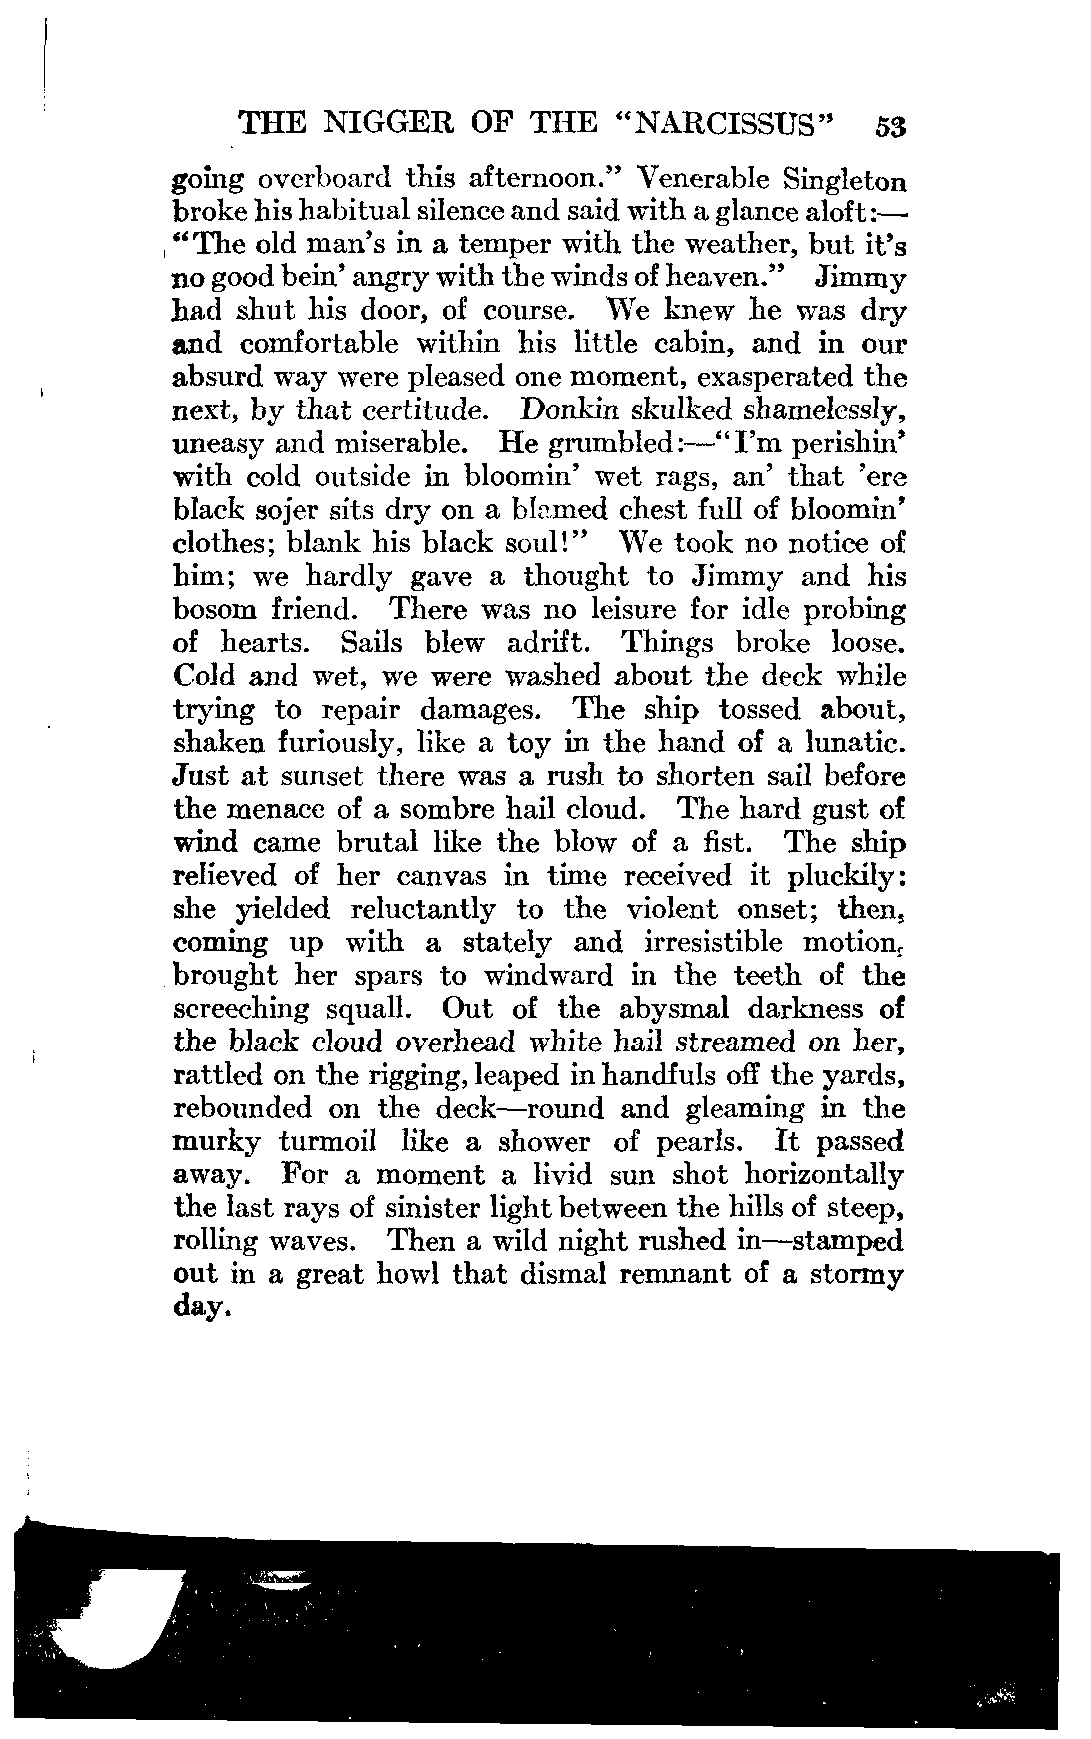 THE NIGGER OF THE "NARCISSUS" 53
going overboard this afternoon." Venerable Singleton
broke his habitual silence and said with a glance aloft:—
"The old man's in a temper with the weather, but it's
no good bein' angry with the winds of heaven." Jimmy
had shut his door, of course. We knew he was dry
and comfortable within his little cabin, and in our
absurd way were pleased one moment, exasperated the
next, by that certitude. Donkin skulked shamelessly,
uneasy and miserable. He grumbled:—"I'm perishin'
with cold outside in bloomin' wet rags, an' that 'ere
black sojer sits dry on a blamed chest full of bloomin'
clothes; blank his black soul!" We took no notice of
him; we hardly gave a thought to Jimmy and his
bosom friend. There was no leisure for idle probing
of hearts. Sails blew adrift. Things broke loose.
Cold and wet, we were washed about the deck while
trying to repair damages. The ship tossed about,
shaken furiously, like a toy in the hand of a lunatic.
Just at sunset there was a rush to shorten sail before
the menace of a sombre hail cloud. The hard gust of
wind came brutal like the blow of a fist. The ship
relieved of her canvas in time received it pluckily:
she yielded reluctantly to the violent onset; then,
coming up with a stately and irresistible motion,
brought her spars to windward in the teeth of the
screeching squall. Out of the abysmal darkness of
the black cloud overhead white hail streamed on her,
rattled on the rigging, leaped in handfuls off the yards,
rebounded on the deck—round and gleaming in the
murky turmoil like a shower of pearls. It passed
away. For a moment a livid sun shot horizontally
the last rays of sinister light between the hills of steep,
rolling waves. Then a wild night rushed in—stamped
out in a great howl that dismal remnant of a stormy
day.